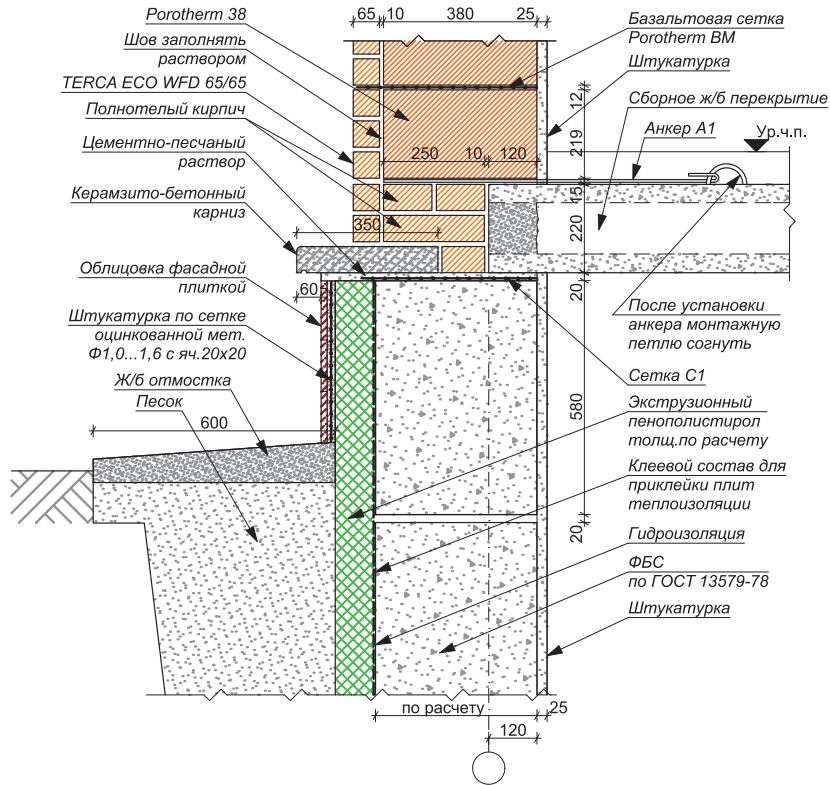 65
10
380
25
Porotherm 38
Шов заполнять
раствором
TERCA ECO WFD 65/65
Полнотелый кирпич
Цементно-песчаный
раствор
Керамзито-бетонный
карниз
Облицовка фасадной
плиткой
Штукатурка по сетке
оцинкованной мет.
Ф1,0...1,6 с яч.20х20
Ж/б отмостка
Песок
600
60
350
250
10
120
Базальтовая сетка
Porotherm BM
Штукатурка
Сборное ж/б перекрытие
Анкер А1
Ур.ч.п.
12
219
15
220
20
580
20
После установки
анкера монтажную
петлю согнуть
Сетка С1
Экструзионный
пенополистирол
толщ.по расчету
Клеевой состав для
приклейки плит
теплоизоляции
Гидроизоляция
ФБС
по ГОСТ 13579-78
Штукатурка
по расчету
25
120